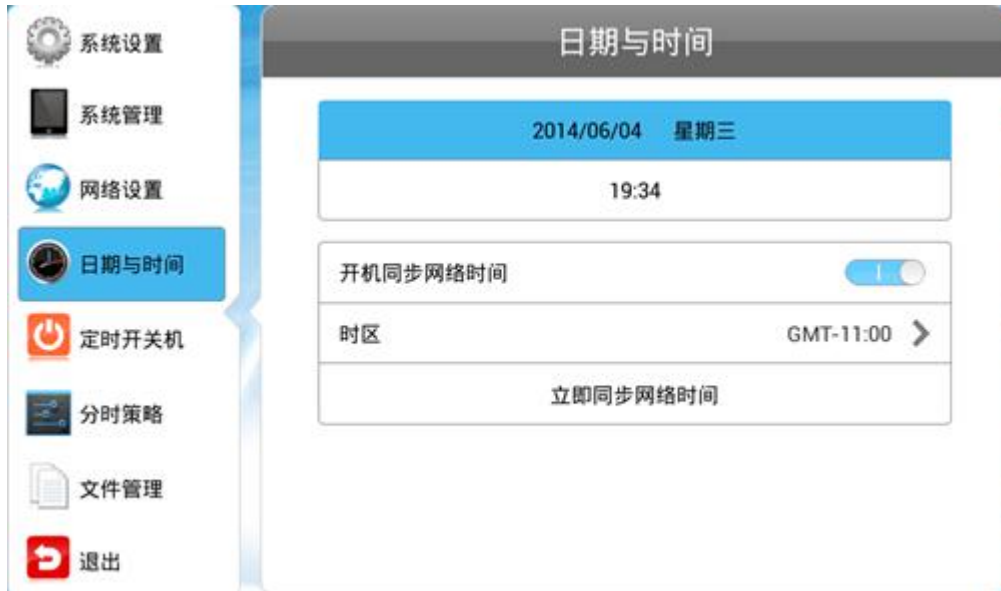 系统设置
系统管理
网络设置
日期与时间
定时开关机
分时策略
文件管理
退出
日期与时间
2014/06/04 星期三
19:34
开机同步网络时间
时区 GMT-11:00
立即同步网络时间